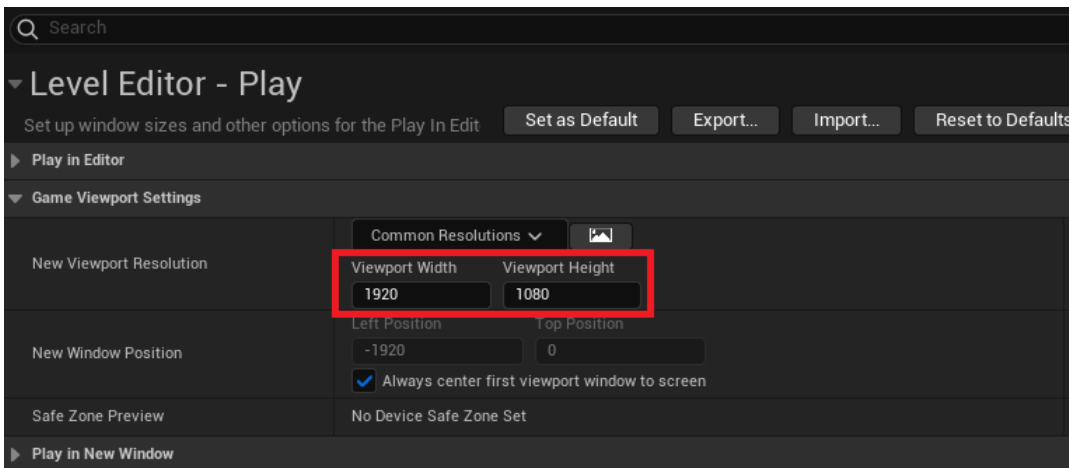 Search
Level Editor - Play
Set up window sizes and other options for the Play In Edit
Set as Default
Export...
Import...
Reset to Defaults
Play in Editor
Game Viewport Settings
New Viewport Resolution
Common Resolutions
Viewport Width Viewport Height
1920 1080
New Window Position
Left Position Top Position
-1920 0
Always center first viewport window to screen
Safe Zone Preview
No Device Safe Zone Set
Play in New Window